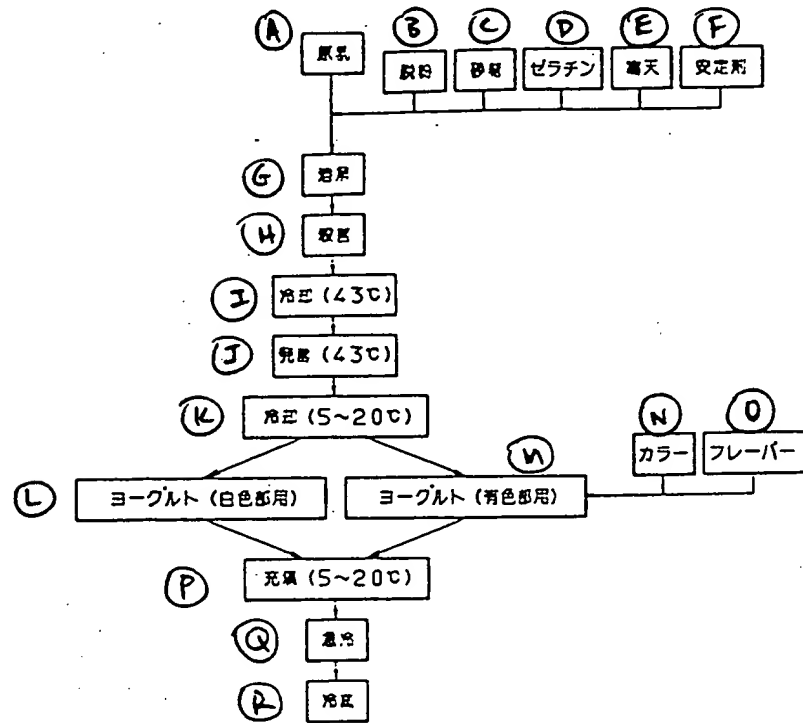 A B C D E F
原乳 脱粉 砂糖 ゼラチン 寒天 安定剤
G 溶解
H 殺菌
I 冷却 (43℃)
J 発酵 (43℃)
K 冷却 (5~20℃)
N O
カラー フレーバー
M
L ヨーグルト (白色部用) ヨーグルト (有色部用)
P 充填 (5~20℃)
Q 急冷
R